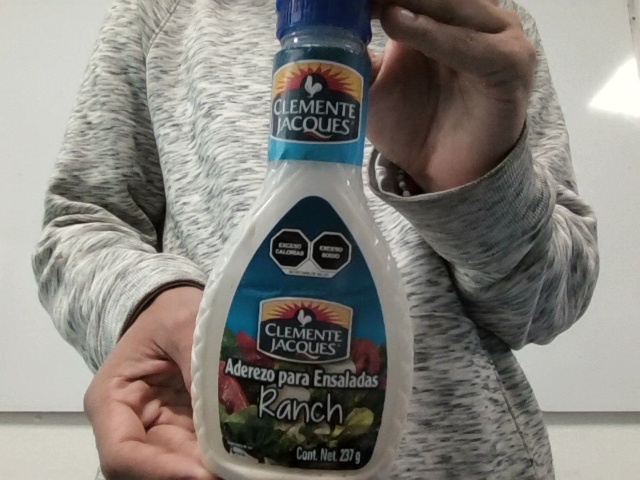 CLEMENTE
JACQUES
EXCESO
CALORÍAS
EXCESO
SODIO
CLEMENTE
JACQUES
Aderezo para Ensaladas
Ranch
Cont. Net. 237 g